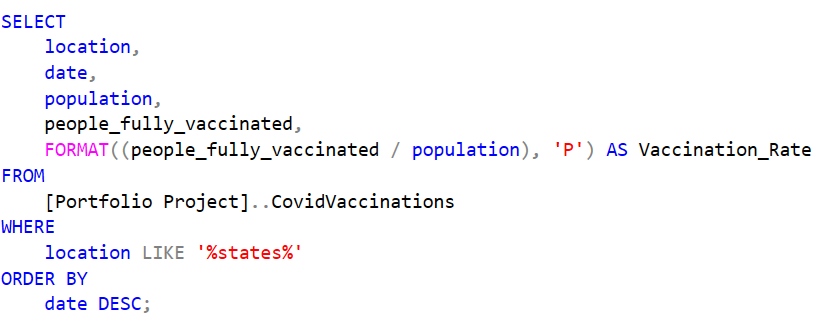 SELECT
    location,
    date,
    population,
    people_fully_vaccinated,
    FORMAT((people_fully_vaccinated / population), 'P') AS Vaccination_Rate
FROM
    [Portfolio Project]..CovidVaccinations
WHERE
    location LIKE '%states%'
ORDER BY
    date DESC;